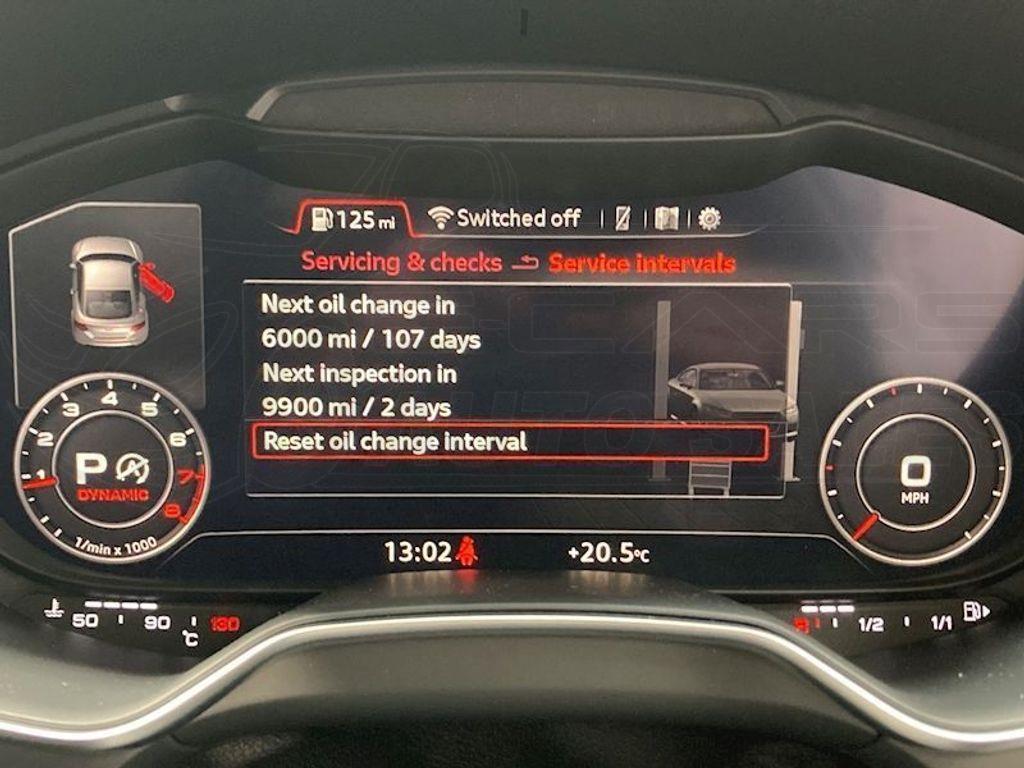 125 mi Switched off
Servicing & checks Service intervals
Next oil change in
6000 mi / 107 days
Next inspection in
9900 mi / 2 days
Reset oil change interval
1 2 3 4 5 6 7 8
P A
DYNAMIC
1/min x 1000
0
MPH
13:02 +20.5°C
50 90 130
°C
R 1/2 1/1
CARS
AUTO